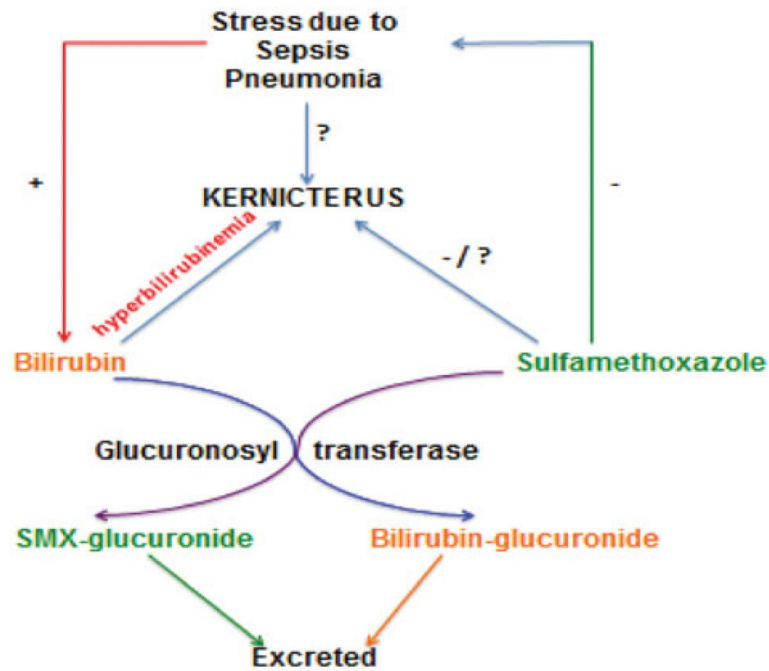 Stress due to
Sepsis
Pneumonia
?
+
-
KERNICTERUS
hyperbilirubinemia
- / ?
Bilirubin
Sulfamethoxazole
Glucuronosyl transferase
SMX-glucuronide
Bilirubin-glucuronide
Excreted